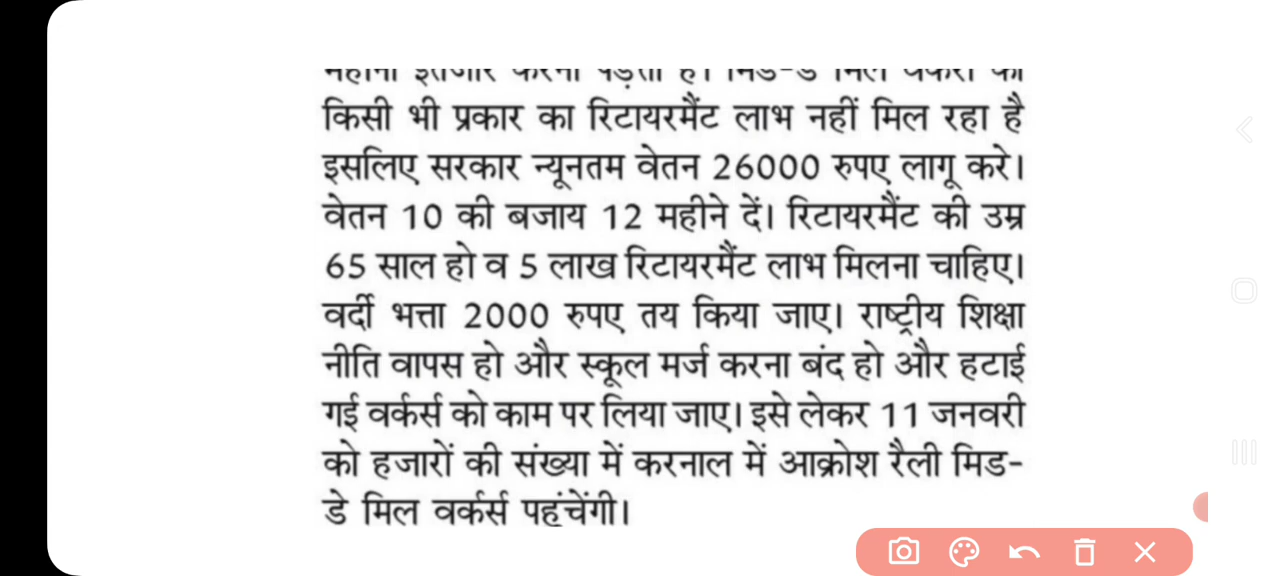 किसी भी प्रकार का रिटायरमैंट लाभ नहीं मिल रहा है
इसलिए सरकार न्यूनतम वेतन 26000 रुपए लागू करे।
वेतन 10 की बजाय 12 महीने दें। रिटायरमैंट की उम्र
65 साल हो व 5 लाख रिटायरमैंट लाभ मिलना चाहिए।
वर्दी भत्ता 2000 रुपए तय किया जाए। राष्ट्रीय शिक्षा
नीति वापस हो और स्कूल मर्ज करना बंद हो और हटाई
गई वर्कर्स को काम पर लिया जाए। इसे लेकर 11 जनवरी
को हजारों की संख्या में करनाल में आक्रोश रैली मिड-
डे मिल वर्कर्स पहुंचेंगी।